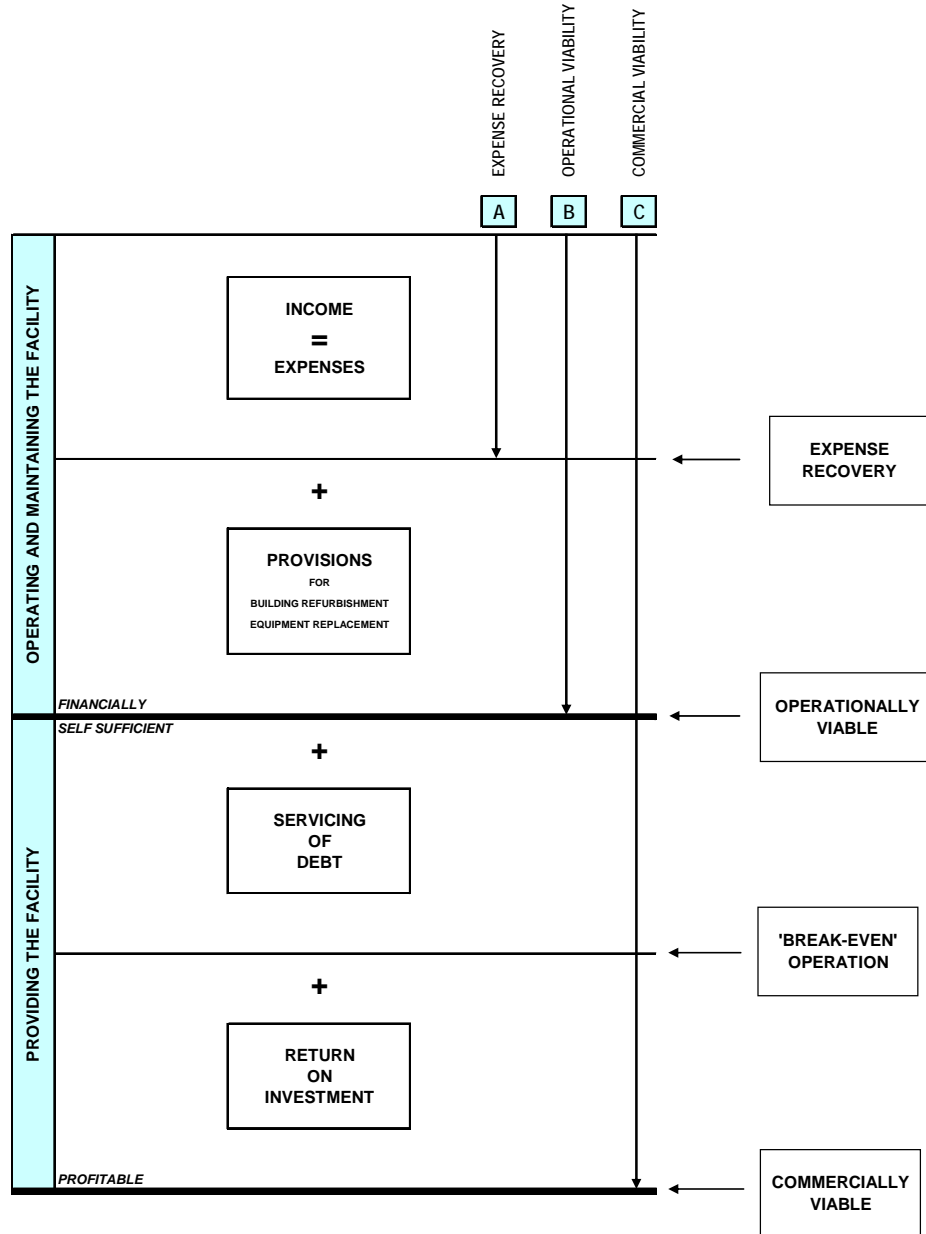 EXPENSE RECOVERY
OPERATIONAL VIABILITY
COMMERCIAL VIABILITY
A
B
C
OPERATING AND MAINTAINING THE FACILITY
INCOME
=
EXPENSES
EXPENSE
RECOVERY
+
PROVISIONS
FOR
BUILDING REFURBISHMENT
EQUIPMENT REPLACEMENT
FINANCIALLY
SELF SUFFICIENT
OPERATIONALLY
VIABLE
PROVIDING THE FACILITY
+
SERVICING
OF
DEBT
'BREAK-EVEN'
OPERATION
+
RETURN
ON
INVESTMENT
PROFITABLE
COMMERCIALLY
VIABLE